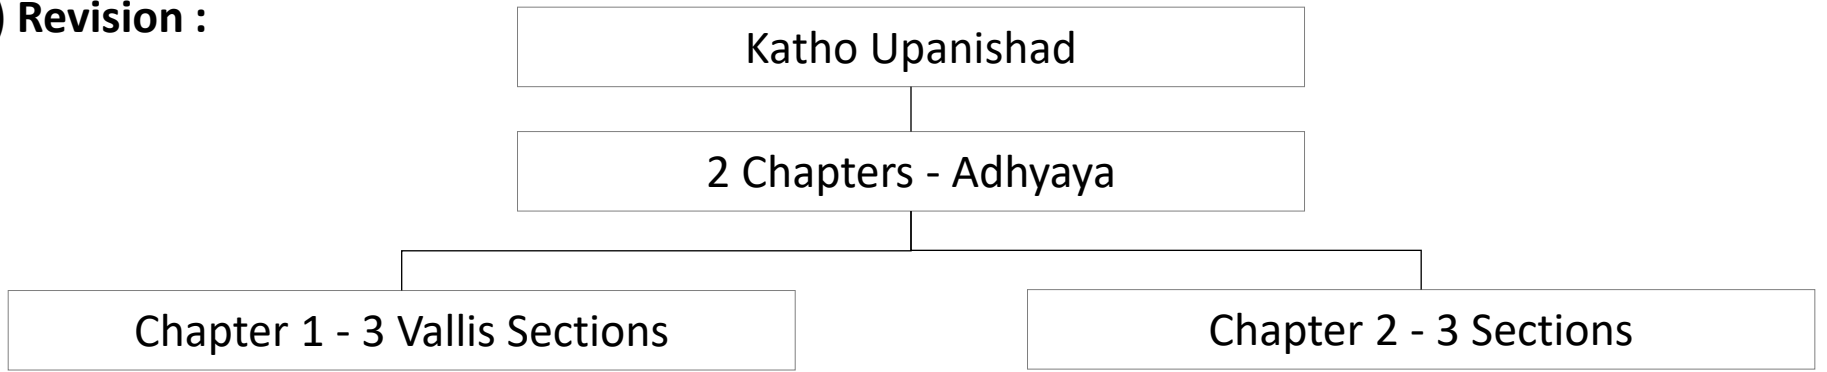 ) Revision :
Katho Upanishad
2 Chapters - Adhyaya
Chapter 1 - 3 Vallis Sections
Chapter 2 - 3 Sections